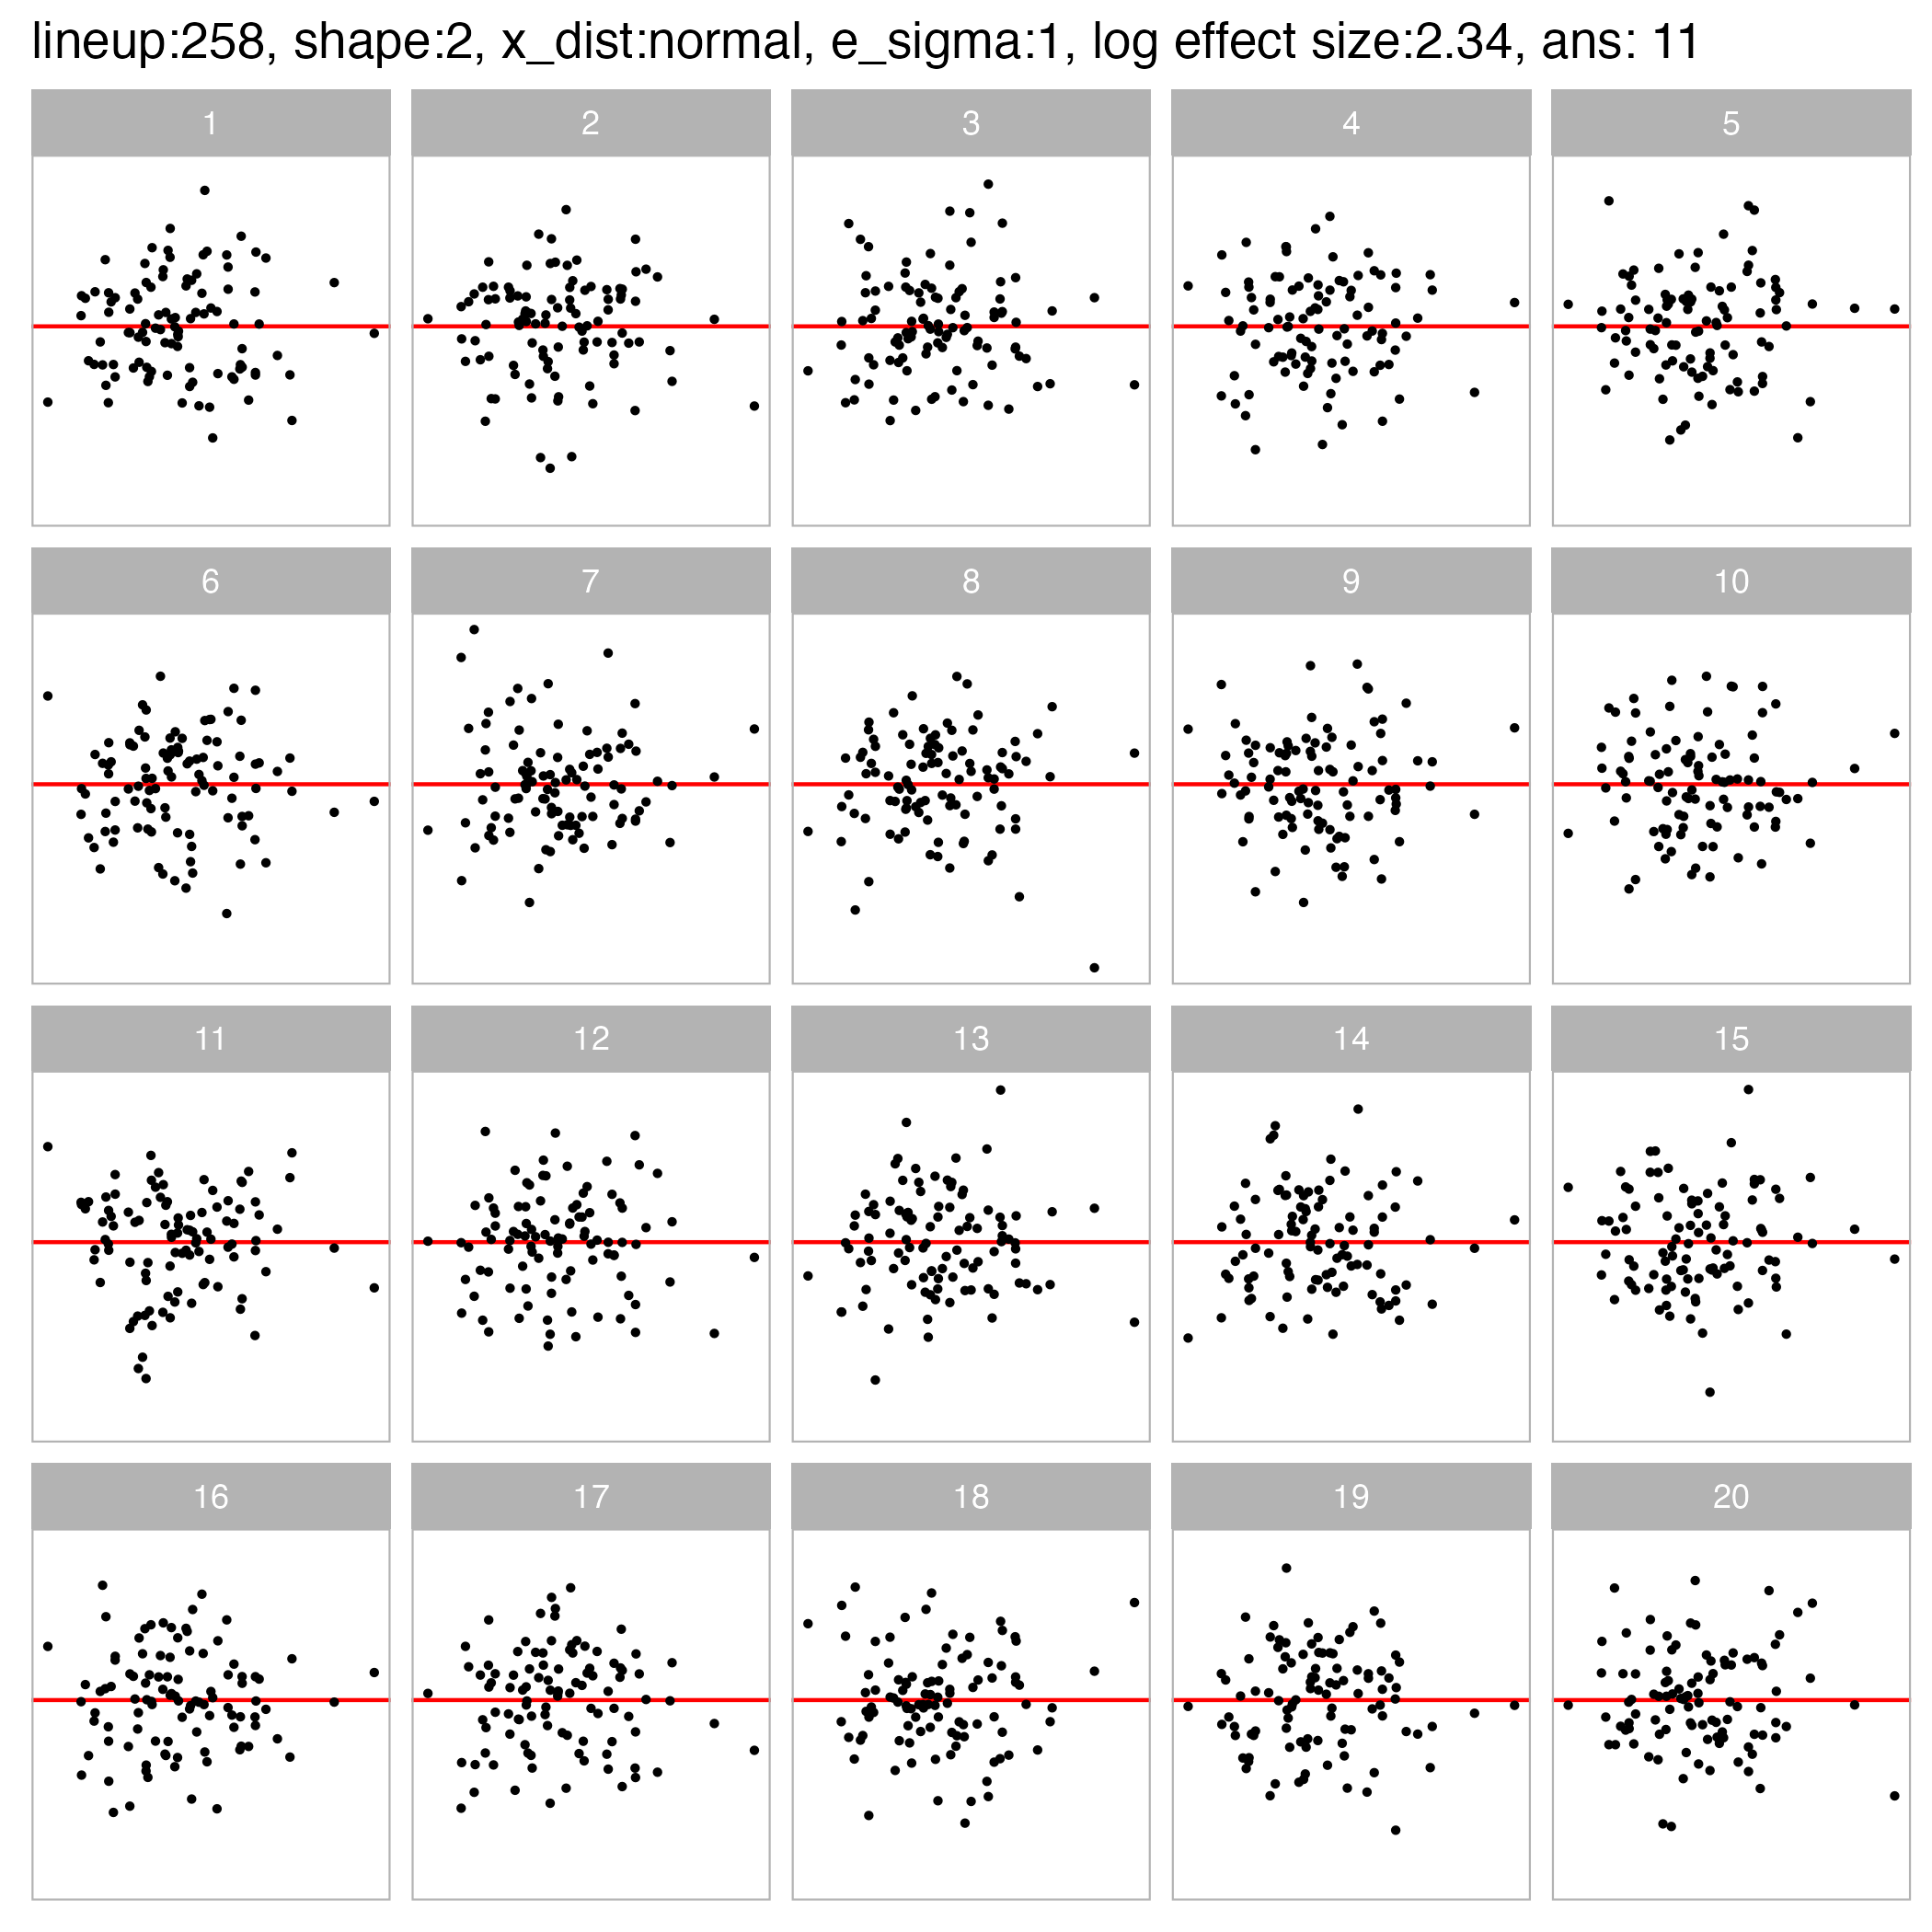 lineup:258, shape:2, x_dist:normal, e_sigma:1, log effect size:2.34, ans: 11
1 2 3 4 5
6 7 8 9 10
11 12 13 14 15
16 17 18 19 20